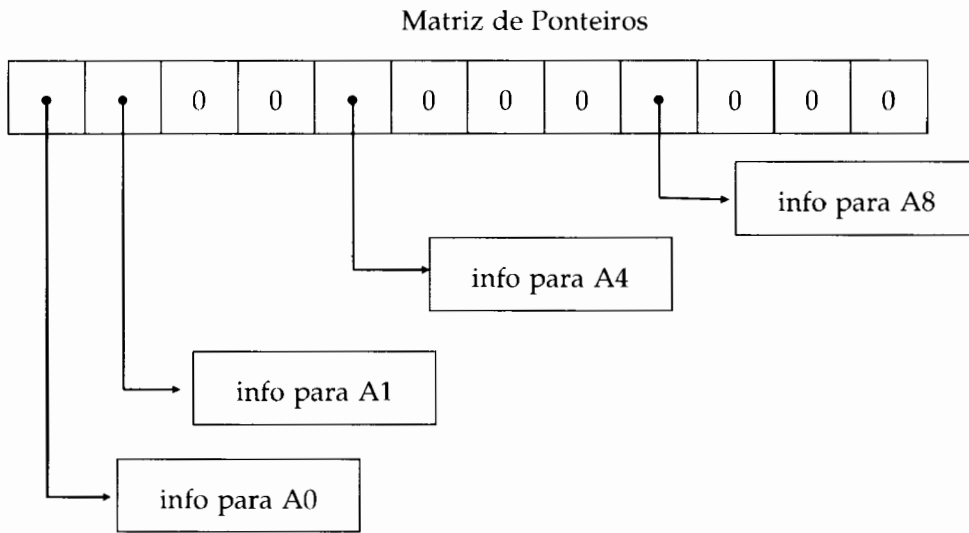 Matriz de Ponteiros
0 0 0 0 0 0 0 0
info para A8
info para A4
info para A1
info para A0